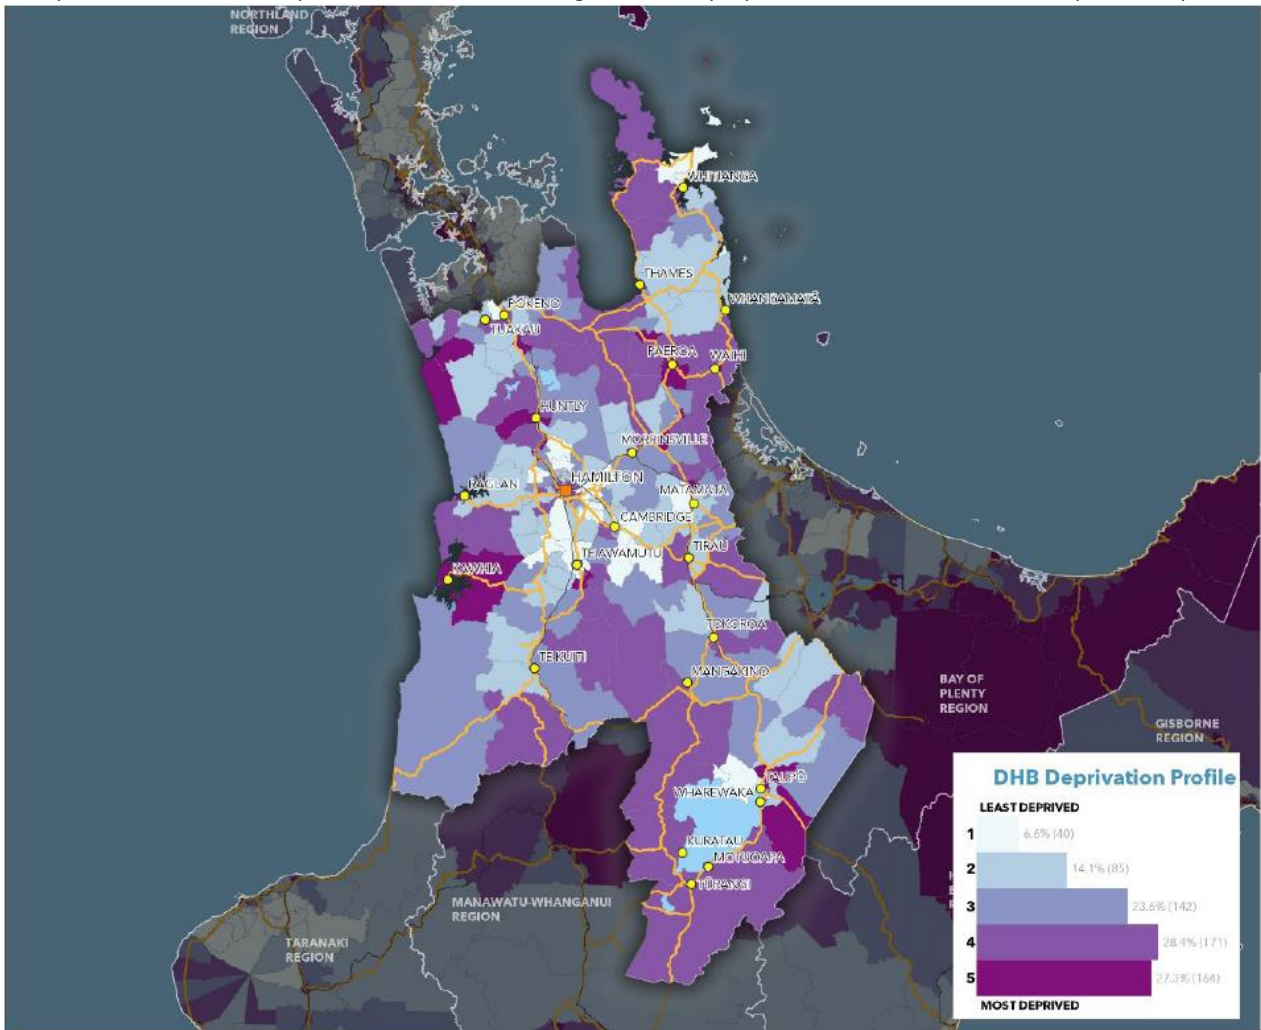 NORTHLAND
REGION
WHITIANGA
THAMES
WHANGAMATĀ
POKENO
TUAKAU
PAEROA
WAIHI
HUNTLY
MORRINSVILLE
HAMILTON
RAGLAN
MATAMATA
CAMBRIDGE
TIRAU
TE AWAMUTU
KAWHIA
TOKOROA
TE KUITI
MANGAKINO
BAY OF
PLENTY
REGION
GISBORNE
REGION
TAUPŌ
WHAREWAKA
KURATAU
MOTUOAPA
TŪRANGI
MANAWATU-WHANGANUI
REGION
TARANAKI
REGION
DHB Deprivation Profile
LEAST DEPRIVED
1 6.6% (40)
2 14.1% (85)
3 23.6% (142)
4 28.4% (171)
5 27.3% (164)
MOST DEPRIVED